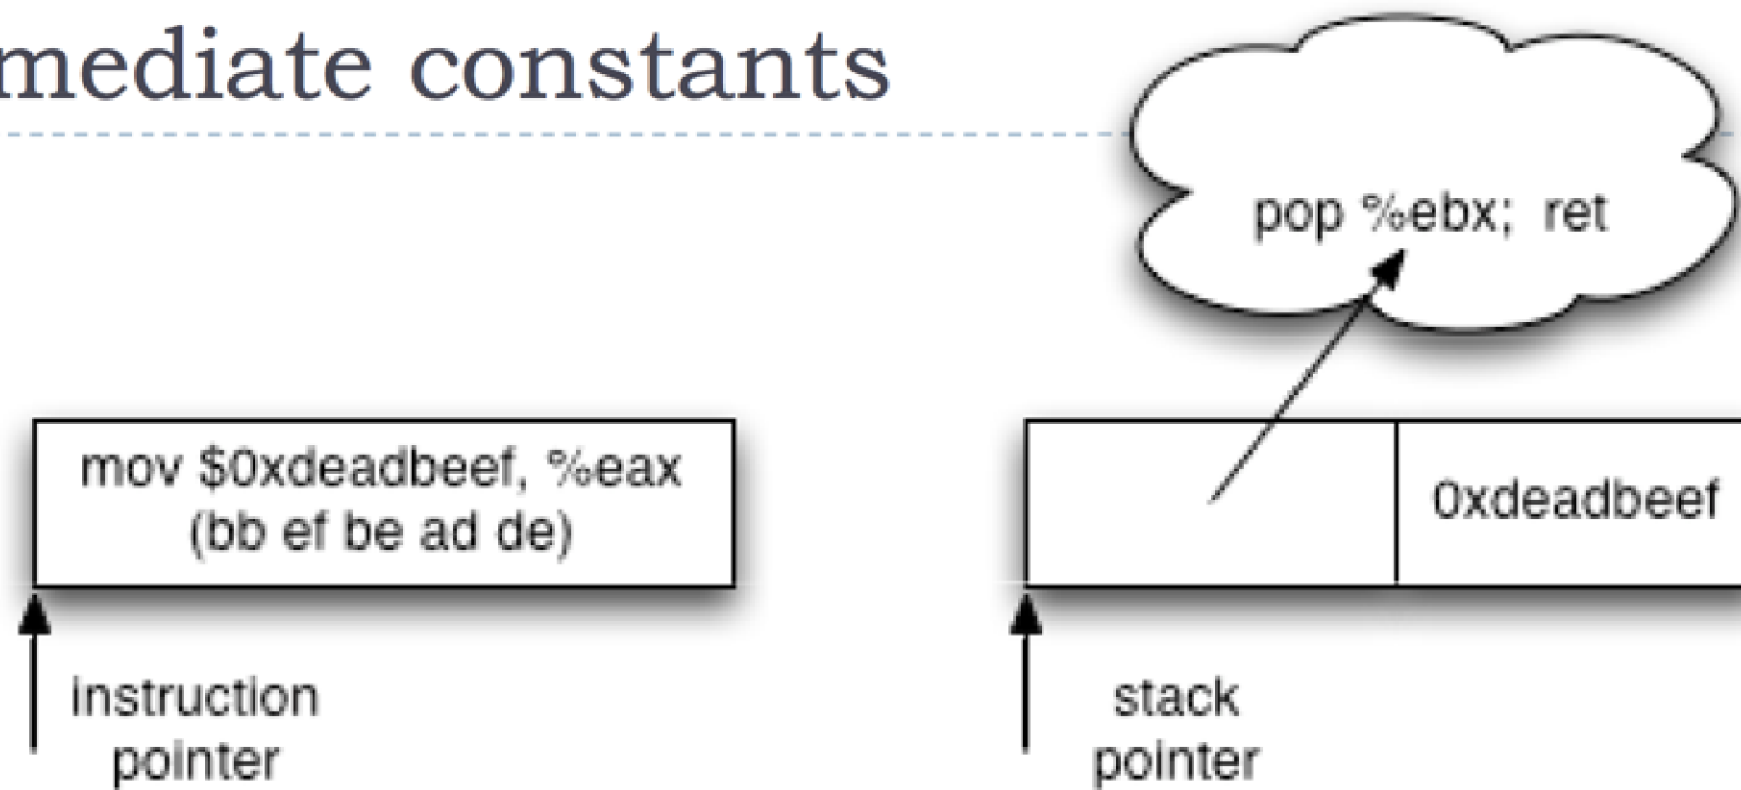 mediate constants
pop %ebx; ret
mov $0xdeadbeef, %eax
(bb ef be ad de)
0xdeadbeef
instruction
pointer
stack
pointer